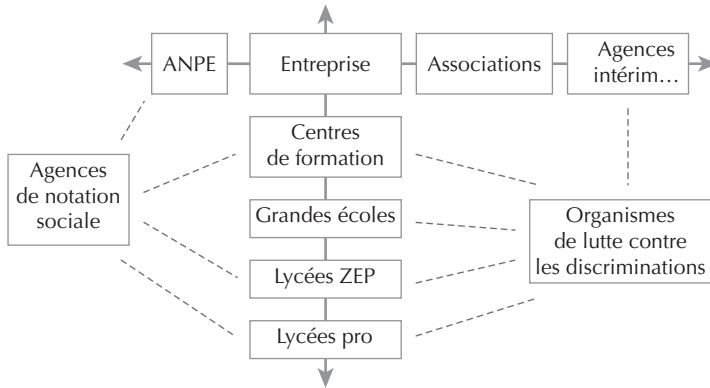 ANPE
Entreprise
Associations
Agences
intérim…
Centres
de formation
Agences
de notation
sociale
Grandes écoles
Organismes
de lutte contre
les discriminations
Lycées ZEP
Lycées pro